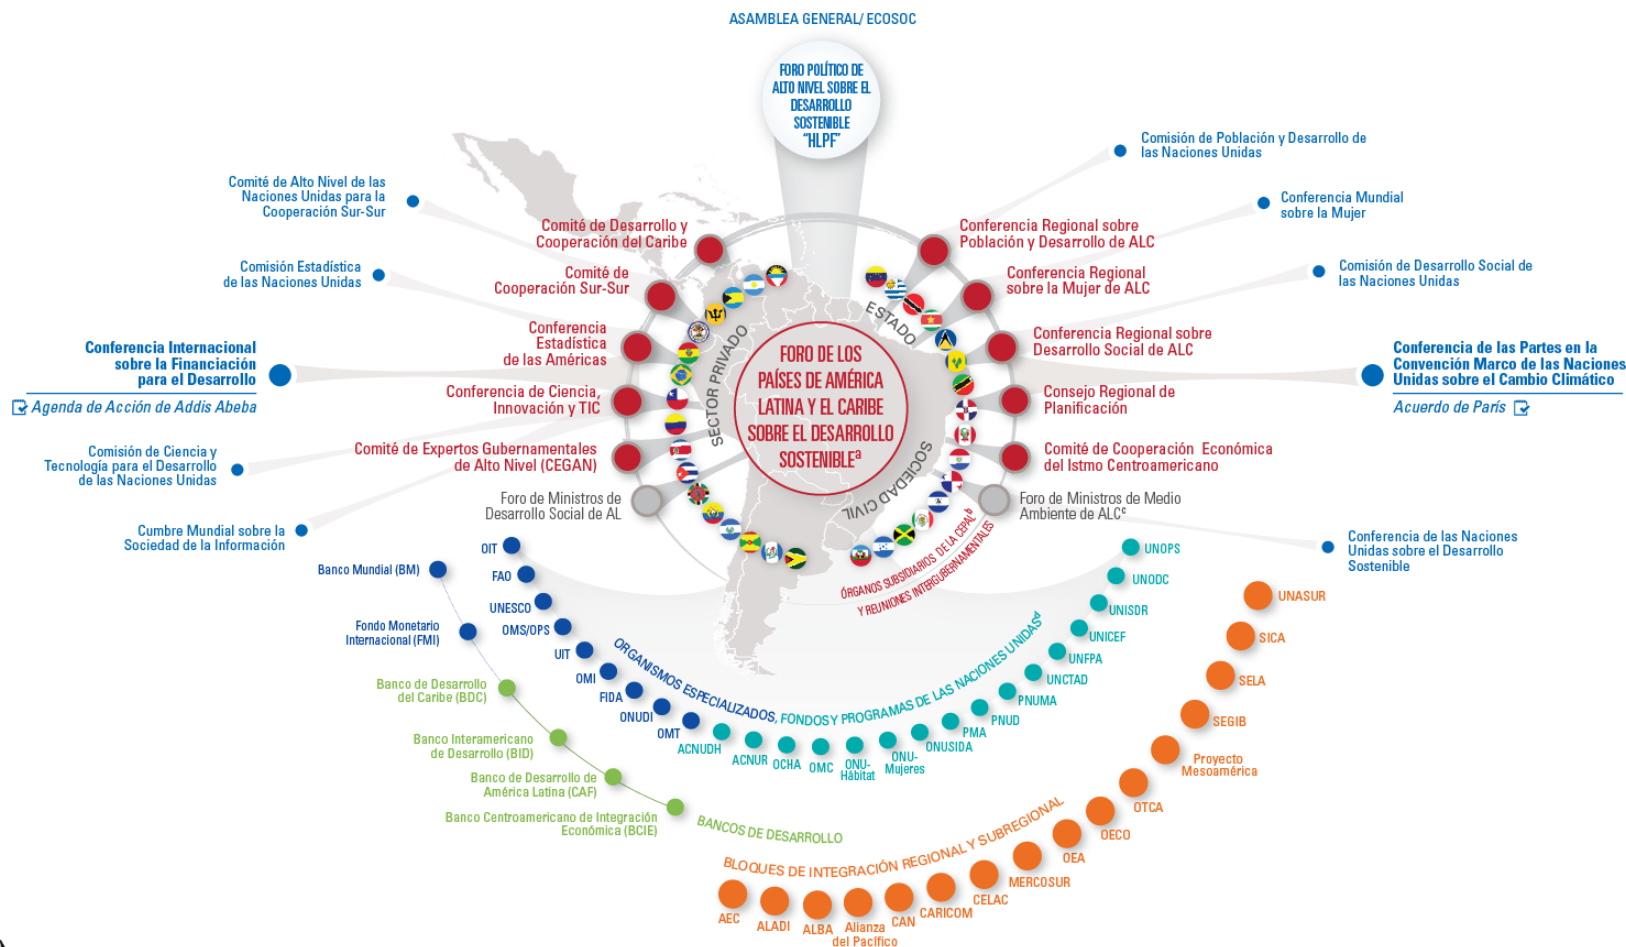 ASAMBLEA GENERAL/ ECOSOC
FORO POLÍTICO DE
ALTO NIVEL SOBRE EL
DESARROLLO
SOSTENIBLE
“HLPF”
Comité de Alto Nivel de las
Naciones Unidas para la
Cooperación Sur-Sur
Comisión Estadística
de las Naciones Unidas
Conferencia Internacional
sobre la Financiación
para el Desarrollo
Agenda de Acción de Addis Abeba
Comisión de Ciencia y
Tecnología para el Desarrollo
de las Naciones Unidas
Cumbre Mundial sobre la
Sociedad de la Información
Comité de Desarrollo y
Cooperación del Caribe
Comité de
Cooperación Sur-Sur
Conferencia
Estadística
de las Américas
Conferencia de Ciencia,
Innovación y TIC
Comité de Expertos Gubernamentales
de Alto Nivel (CEGAN)
Foro de Ministros de
Desarrollo Social de AL
SECTOR PRIVADO
ESTADO
SOCIEDAD CIVIL
FORO DE LOS
PAÍSES DE AMÉRICA
LATINA Y EL CARIBE
SOBRE EL DESARROLLO
SOSTENIBLEª
Conferencia Regional sobre
Población y Desarrollo de ALC
Conferencia Regional
sobre la Mujer de ALC
Conferencia Regional sobre
Desarrollo Social de ALC
Consejo Regional de
Planificación
Comité de Cooperación Económica
del Istmo Centroamericano
Foro de Ministros de Medio
Ambiente de ALCᶜ
ÓRGANOS SUBSIDIARIOS DE LA CEPALᵇ
Y REUNIONES INTERGUBERNAMENTALES
Comisión de Población y Desarrollo de
las Naciones Unidas
Conferencia Mundial
sobre la Mujer
Comisión de Desarrollo Social de
las Naciones Unidas
Conferencia de las Partes en la
Convención Marco de las Naciones
Unidas sobre el Cambio Climático
Acuerdo de París
Conferencia de las Naciones
Unidas sobre el Desarrollo
Sostenible
OIT
FAO
UNESCO
OMS/OPS
UIT
OMI
FIDA
ONUDI
OMT
ACNUDH
ACNUR
OCHA
OMC
ONU-
Hábitat
ONU-
Mujeres
ONUSIDA
PMA
PNUD
PNUMA
UNCTAD
UNFPA
UNICEF
UNISDR
UNODC
UNOPS
ORGANISMOS ESPECIALIZADOS, FONDOS Y PROGRAMAS DE LAS NACIONES UNIDASᵈ
Banco Mundial (BM)
Fondo Monetario
Internacional (FMI)
Banco de Desarrollo
del Caribe (BDC)
Banco Interamericano
de Desarrollo (BID)
Banco de Desarrollo de
América Latina (CAF)
Banco Centroamericano de Integración
Económica (BCIE)
BANCOS DE DESARROLLO
BLOQUES DE INTEGRACIÓN REGIONAL Y SUBREGIONAL
AEC
ALADI
ALBA
Alianza
del Pacífico
CAN
CARICOM
CELAC
MERCOSUR
OEA
OECO
OTCA
Proyecto
Mesoamérica
SEGIB
SELA
SICA
UNASUR